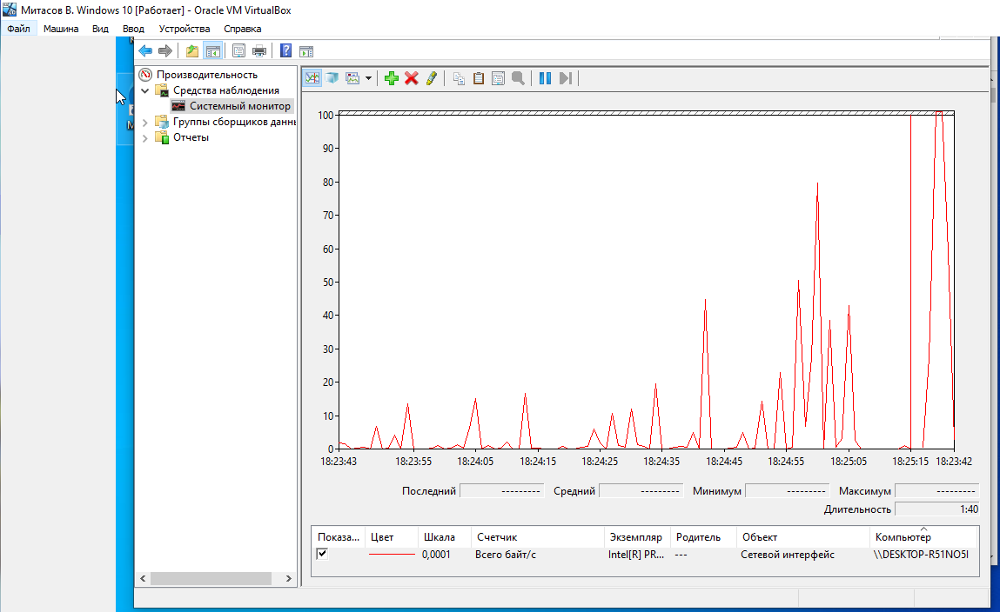 Митасов В. Windows 10 [Работает] - Oracle VM VirtualBox
Файл Машина Вид Ввод Устройства Справка
Производительность
Средства наблюдения
Системный монитор
Группы сборщиков данн
Отчеты
100
90
80
70
60
50
40
30
20
10
0
18:23:43 18:23:55 18:24:05 18:24:15 18:24:25 18:24:35 18:24:45 18:24:55 18:25:05 18:25:15 18:23:42
Последний --------- Средний --------- Минимум --------- Максимум ---------
Длительность 1:40
Показа... Цвет Шкала Счетчик Экземпляр Родитель Объект Компьютер
0,0001 Всего байт/с Intel[R] PR... --- Сетевой интерфейс \\DESKTOP-R51NO5I